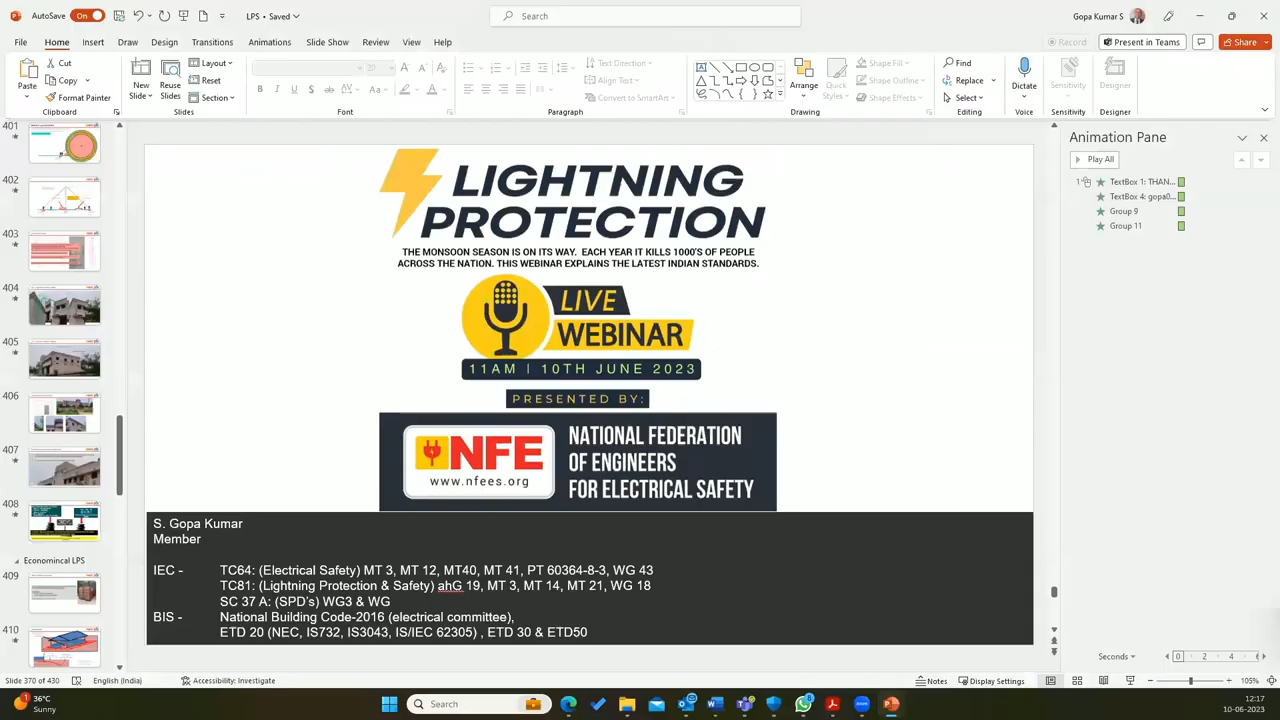 AutoSave On LPS • Saved Search Gopa Kumar S
File Home Insert Draw Design Transitions Animations Slide Show Review View Help Record Present in Teams Share
Paste
Cut
Copy
Format Painter
New Slide
Reuse Slides
Layout
Reset
Section
20
Text Direction
Align Text
Convert to SmartArt
Arrange
Quick Styles
Shape Fill
Shape Outline
Shape Effects
Find
Replace
Select
Dictate
Sensitivity
Designer
Clipboard Slides Font Paragraph Drawing Editing Voice Sensitivity Designer
401
402
403
404
405
406
407
408
Economincal LPS
409
410
LIGHTNING
PROTECTION
THE MONSOON SEASON IS ON ITS WAY. EACH YEAR IT KILLS 1000'S OF PEOPLE
ACROSS THE NATION. THIS WEBINAR EXPLAINS THE LATEST INDIAN STANDARDS.
LIVE
WEBINAR
11AM | 10TH JUNE 2023
PRESENTED BY:
NFE
www.nfees.org
NATIONAL FEDERATION
OF ENGINEERS
FOR ELECTRICAL SAFETY
S. Gopa Kumar
Member
IEC - TC64: (Electrical Safety) MT 3, MT 12, MT40, MT 41, PT 60364-8-3, WG 43
TC81: (Lightning Protection & Safety) ahG 19, MT 3, MT 14, MT 21, WG 18
SC 37 A: (SPD's) WG3 & WG
BIS - National Building Code-2016 (electrical committee),
ETD 20 (NEC, IS732, IS3043, IS/IEC 62305) , ETD 30 & ETD50
Animation Pane
Play All
1 TextBox 1: THAN...
TextBox 4: gopa0...
Group 9
Group 11
Seconds 0 2 4
Slide 370 of 430 English (India) Accessibility: Investigate Notes Display Settings 105%
36°C
Sunny
Search
12:17
10-06-2023